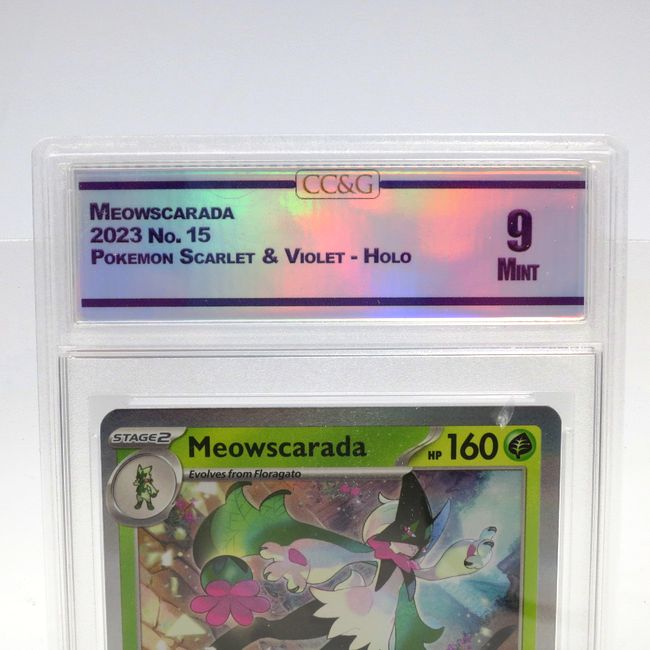 CC&G
MEOWSCARADA
2023 No. 15
POKEMON SCARLET & VIOLET - HOLO
9
MINT
STAGE2
Meowscarada
HP 160
Evolves from Floragato